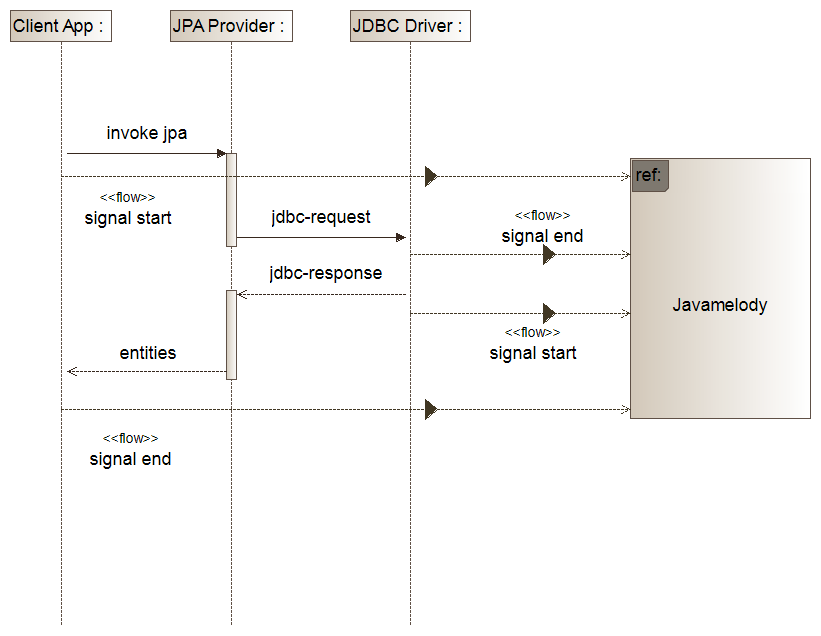 Client App :
JPA Provider :
JDBC Driver :
invoke jpa
ref:
<<flow>>
signal start
jdbc-request
<<flow>>
signal end
jdbc-response
Javamelody
<<flow>>
signal start
entities
<<flow>>
signal end